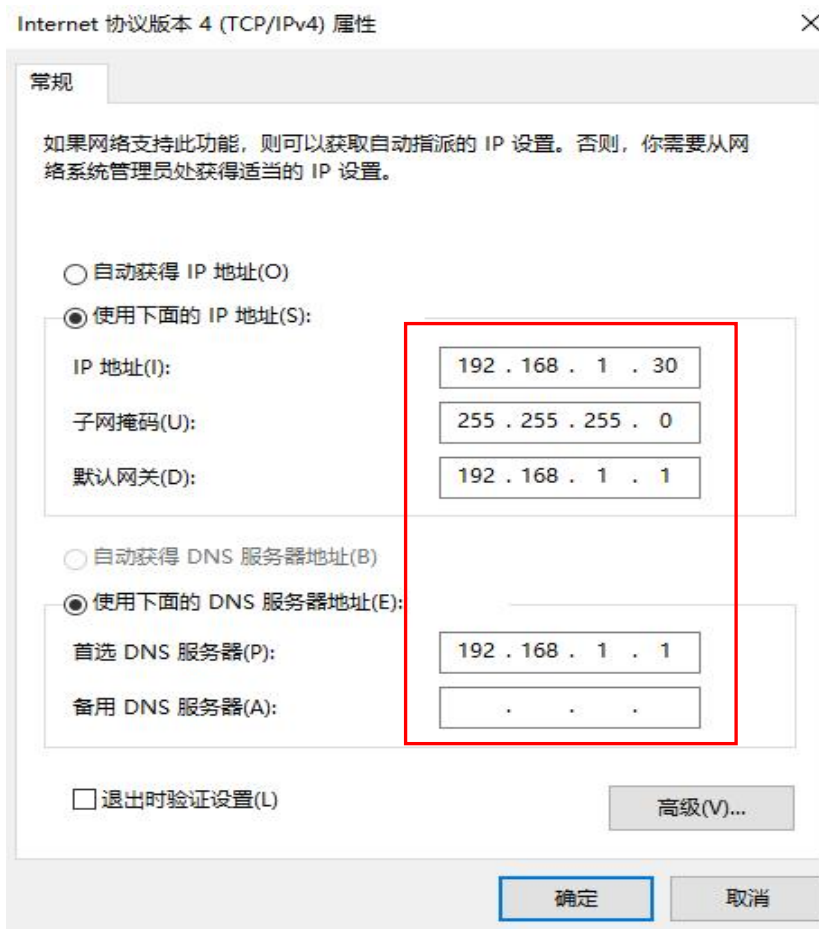 Internet 协议版本 4 (TCP/IPv4) 属性
常规
如果网络支持此功能，则可以获取自动指派的 IP 设置。否则，你需要从网
络系统管理员处获得适当的 IP 设置。
自动获得 IP 地址(O)
使用下面的 IP 地址(S):
IP 地址(I): 192 . 168 . 1 . 30
子网掩码(U): 255 . 255 . 255 . 0
默认网关(D): 192 . 168 . 1 . 1
自动获得 DNS 服务器地址(B)
使用下面的 DNS 服务器地址(E):
首选 DNS 服务器(P): 192 . 168 . 1 . 1
备用 DNS 服务器(A): . . .
退出时验证设置(L)
高级(V)...
确定 取消